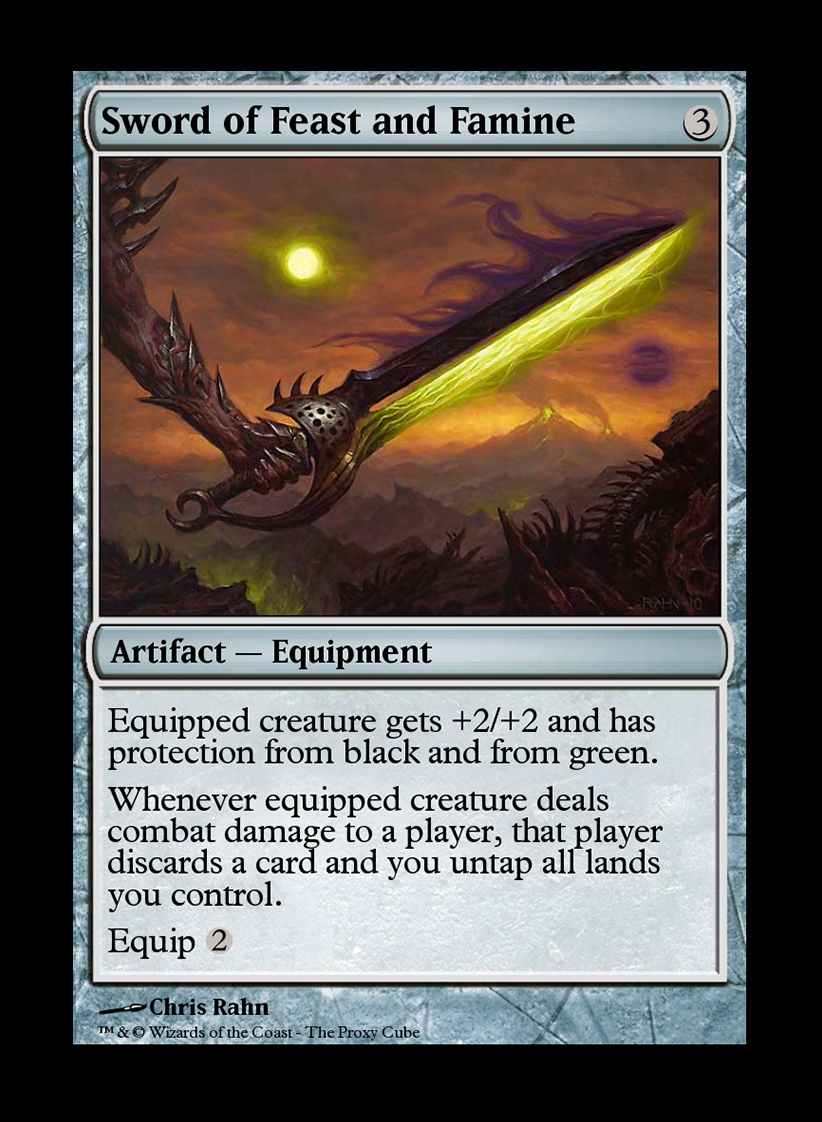 Sword of Feast and Famine 3
RAHN 10
Artifact — Equipment
Equipped creature gets +2/+2 and has
protection from black and from green.
Whenever equipped creature deals
combat damage to a player, that player
discards a card and you untap all lands
you control.
Equip 2
Chris Rahn
™ & © Wizards of the Coast - The Proxy Cube